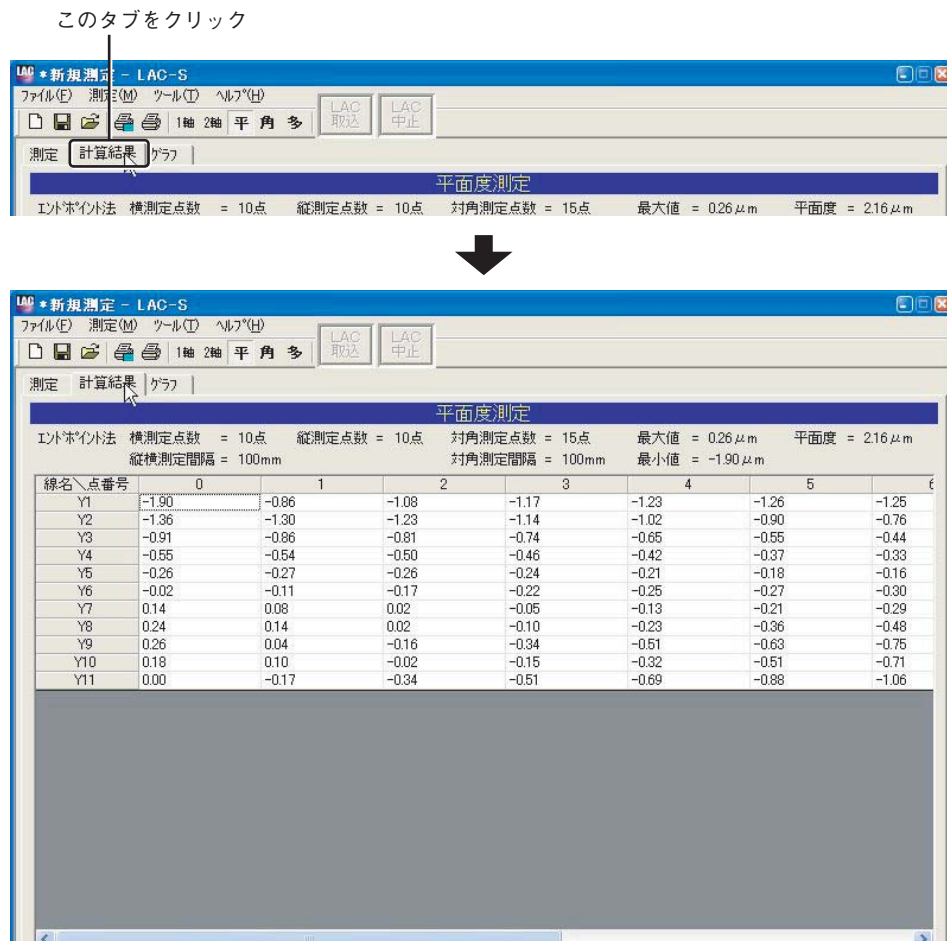 このタブをクリック
*新規測定 - LAC-S
ファイル(F) 測定(M) ツール(T) ヘルプ(H)
1軸 2軸 平 角 多 LAC取込 LAC中止
測定 計算結果 グラフ
平面度測定
エンドポイント法 横測定点数 = 10点 縦測定点数 = 10点 対角測定点数 = 15点 最大値 = 0.26μm 平面度 = 2.16μm
*新規測定 - LAC-S
ファイル(F) 測定(M) ツール(T) ヘルプ(H)
1軸 2軸 平 角 多 LAC取込 LAC中止
測定 計算結果 グラフ
平面度測定
エンドポイント法 横測定点数 = 10点 縦測定点数 = 10点 対角測定点数 = 15点 最大値 = 0.26μm 平面度 = 2.16μm
縦横測定間隔 = 100mm 対角測定間隔 = 100mm 最小値 = -1.90μm
線名＼点番号 0 1 2 3 4 5 6
Y1 -1.90 -0.86 -1.08 -1.17 -1.23 -1.26 -1.25
Y2 -1.36 -1.30 -1.23 -1.14 -1.02 -0.90 -0.76
Y3 -0.91 -0.86 -0.81 -0.74 -0.65 -0.55 -0.44
Y4 -0.55 -0.54 -0.50 -0.46 -0.42 -0.37 -0.33
Y5 -0.26 -0.27 -0.26 -0.24 -0.21 -0.18 -0.16
Y6 -0.02 -0.11 -0.17 -0.22 -0.25 -0.27 -0.30
Y7 0.14 0.08 0.02 -0.05 -0.13 -0.21 -0.29
Y8 0.24 0.14 0.02 -0.10 -0.23 -0.36 -0.48
Y9 0.26 0.04 -0.16 -0.34 -0.51 -0.63 -0.75
Y10 0.18 0.10 -0.02 -0.15 -0.32 -0.51 -0.71
Y11 0.00 -0.17 -0.34 -0.51 -0.69 -0.88 -1.06